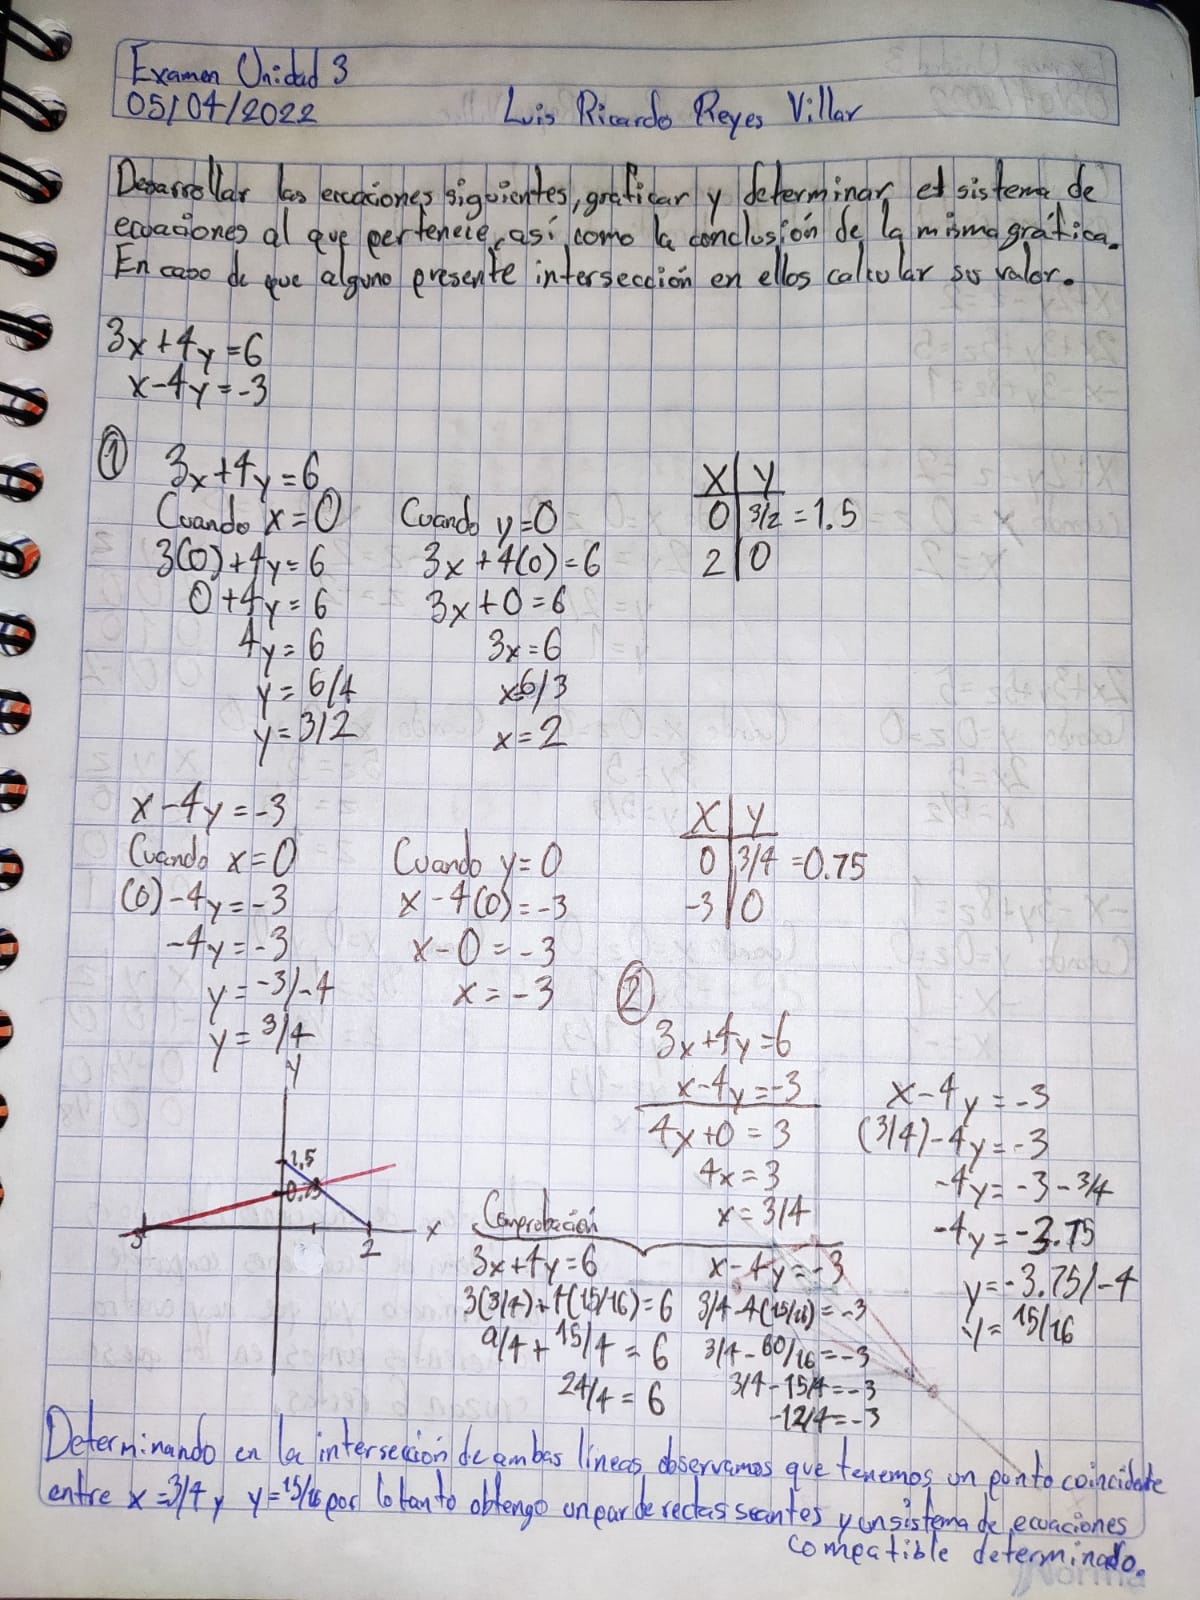 Examen Unidad 3
05/04/2022 Luis Ricardo Reyes Villar
Desarrollar las ecuaciones siguientes, graficar y determinar el sistema de
ecuaciones al que pertenece, así como la conclusión de la misma gráfica.
En caso de que alguno presente intersección en ellos calcular su valor.
3x+4y=6
x-4y=-3
① 3x+4y=6
Cuando x=0
3(0)+4y=6
0+4y=6
4y=6
y=6/4
y=3/2
Cuando y=0
3x+4(0)=6
3x+0=6
3x=6
x=6/3
x=2
x y
0 3/2 =1.5
2 0
x-4y=-3
Cuando x=0
(0)-4y=-3
-4y=-3
y=-3/-4
y=3/4
Cuando y=0
x-4(0)=-3
x-0=-3
x=-3
x y
0 3/4 =0.75
-3 0
y
1.5
0.75
-3
2
x
②
3x+4y=6
x-4y=-3
4x+0=3
4x=3
x=3/4
x-4y=-3
(3/4)-4y=-3
-4y=-3-3/4
-4y=-3.75
y=-3.75/-4
y=15/16
Comprobación
3x+4y=6
3(3/4)+4(15/16)=6
9/4+15/4=6
24/4=6
x-4y=-3
3/4-4(15/16)=-3
3/4-60/16=-3
3/4-15/4=-3
-12/4=-3
Determinando en la intersección de ambas líneas observamos que tenemos un punto coincidente
entre x=3/4 y y=15/16 por lo tanto obtengo un par de rectas secantes y un sistema de ecuaciones
compatible determinado.
Norma